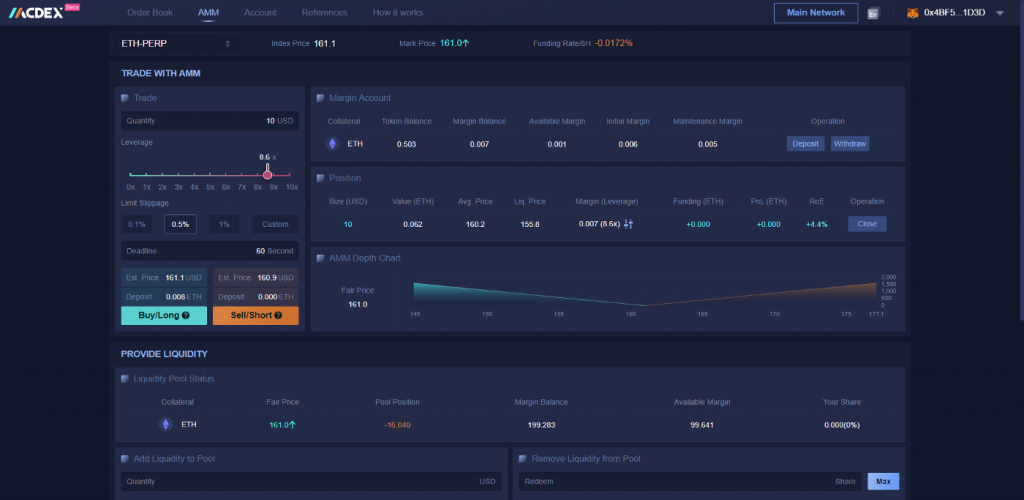 MCDEX Beta Order Book AMM Account References How it works Main Network En 0x4BF5...1D3D
ETH-PERP Index Price 161.1 Mark Price 161.0↑ Funding Rate/8H -0.0172%
TRADE WITH AMM
Trade
Quantity 10 USD
Leverage
8.6 x
0x 1x 2x 3x 4x 5x 6x 7x 8x 9x 10x
Limit Slippage
0.1% 0.5% 1% Custom
Deadline 60 Second
Est. Price 161.1 USD Est. Price 160.9 USD
Deposit 0.008 ETH Deposit 0.000 ETH
Buy/Long ? Sell/Short ?
Margin Account
Collateral Token Balance Margin Balance Available Margin Initial Margin Maintenance Margin Operation
ETH 0.503 0.007 0.001 0.006 0.005 Deposit Withdraw
Position
Size (USD) Value (ETH) Avg. Price Liq. Price Margin (Leverage) Funding (ETH) PnL (ETH) RoE Operation
10 0.062 160.2 155.8 0.007 (8.6x) +0.000 +0.000 +4.4% Close
AMM Depth Chart
Fair Price
161.0
2,000
1,500
1,000
500
0
145 150 155 160 165 170 175 177.1
PROVIDE LIQUIDITY
Liquidity Pool Status
Collateral Fair Price Pool Position Margin Balance Available Margin Your Share
ETH 161.0↑ -16,040 199.283 99.641 0.000(0%)
Add Liquidity to Pool
Quantity USD
Remove Liquidity from Pool
Redeem Share Max